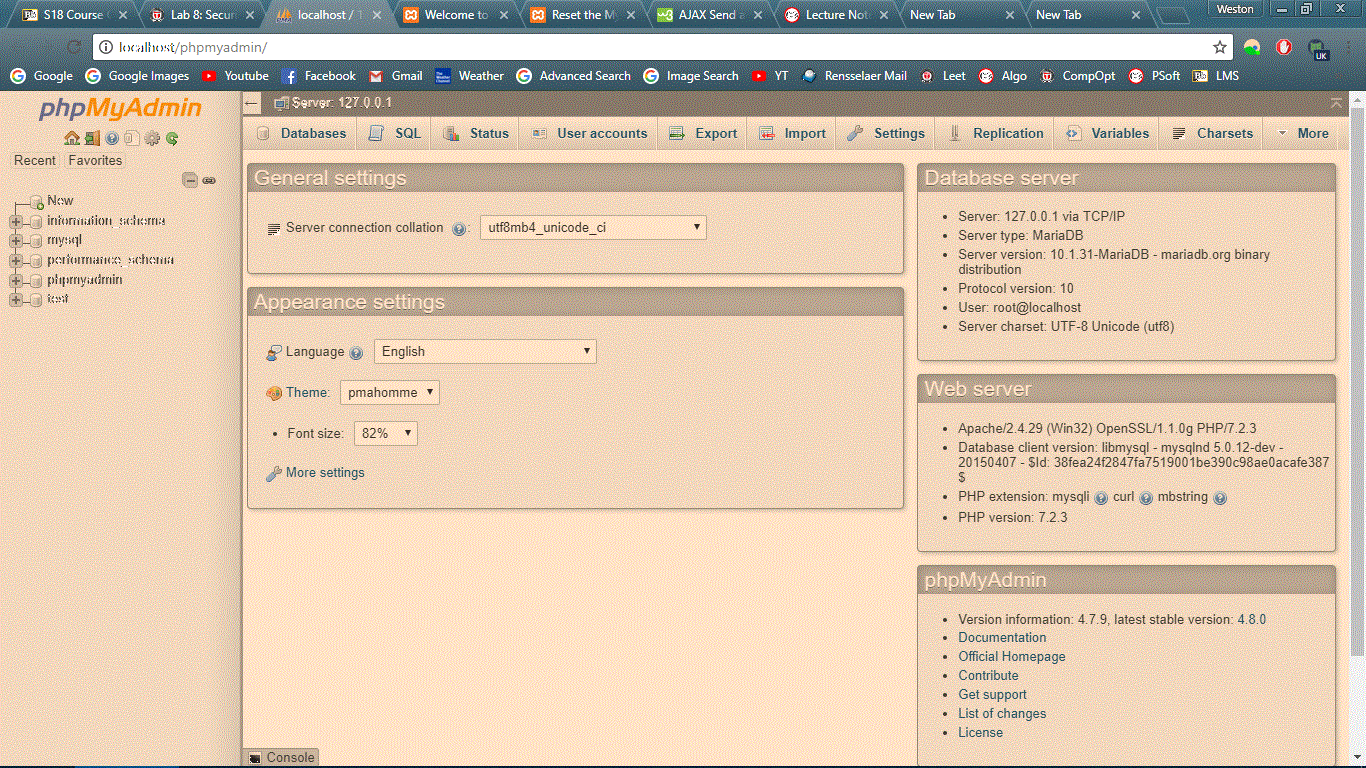 S18 Course
Lab 8: Secur
localhost / 1
Welcome to
Reset the M
AJAX Send a
Lecture Note
New Tab
New Tab
Weston
localhost/phpmyadmin/
UK
Google
Google Images
Youtube
Facebook
Gmail
Weather
Advanced Search
Image Search
YT
Rensselaer Mail
Leet
Algo
CompOpt
PSoft
LMS
phpMyAdmin
Recent Favorites
New
information_schema
mysql
performance_schema
phpmyadmin
test
Server: 127.0.0.1
Databases
SQL
Status
User accounts
Export
Import
Settings
Replication
Variables
Charsets
More
General settings
Server connection collation : utf8mb4_unicode_ci
Appearance settings
Language English
Theme: pmahomme
Font size: 82%
More settings
Database server
Server: 127.0.0.1 via TCP/IP
Server type: MariaDB
Server version: 10.1.31-MariaDB - mariadb.org binary
distribution
Protocol version: 10
User: root@localhost
Server charset: UTF-8 Unicode (utf8)
Web server
Apache/2.4.29 (Win32) OpenSSL/1.1.0g PHP/7.2.3
Database client version: libmysql - mysqlnd 5.0.12-dev -
20150407 - $Id: 38fea24f2847fa7519001be390c98ae0acafe387
$
PHP extension: mysqli curl mbstring
PHP version: 7.2.3
phpMyAdmin
Version information: 4.7.9, latest stable version: 4.8.0
Documentation
Official Homepage
Contribute
Get support
List of changes
License
Console